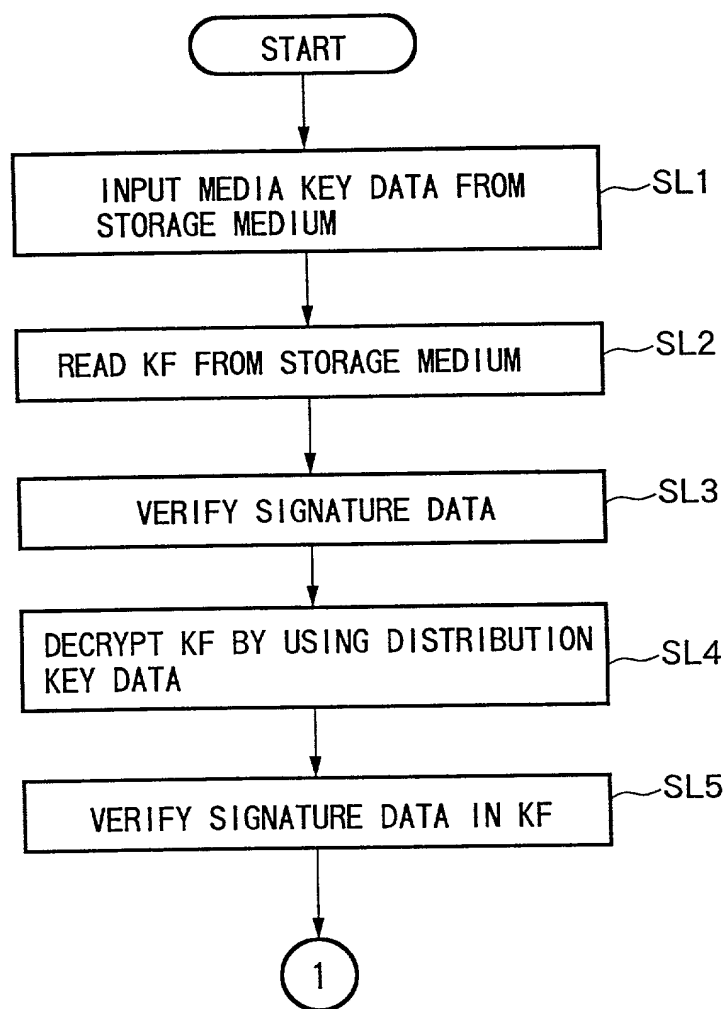 START
INPUT MEDIA KEY DATA FROM
STORAGE MEDIUM
SL1
READ KF FROM STORAGE MEDIUM
SL2
VERIFY SIGNATURE DATA
SL3
DECRYPT KF BY USING DISTRIBUTION
KEY DATA
SL4
VERIFY SIGNATURE DATA IN KF
SL5
1